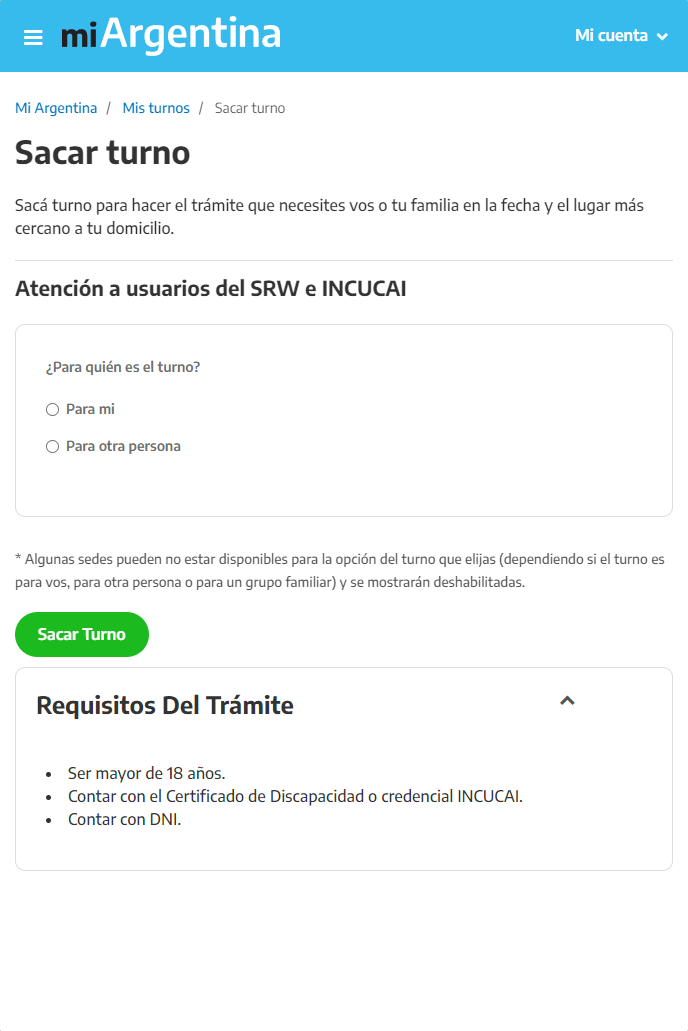 miArgentina
Mi cuenta
Mi Argentina / Mis turnos / Sacar turno
Sacar turno
Sacá turno para hacer el trámite que necesites vos o tu familia en la fecha y el lugar más
cercano a tu domicilio.
Atención a usuarios del SRW e INCUCAI
¿Para quién es el turno?
Para mi
Para otra persona
* Algunas sedes pueden no estar disponibles para la opción del turno que elijas (dependiendo si el turno es
para vos, para otra persona o para un grupo familiar) y se mostrarán deshabilitadas.
Sacar Turno
Requisitos Del Trámite
• Ser mayor de 18 años.
• Contar con el Certificado de Discapacidad o credencial INCUCAI.
• Contar con DNI.